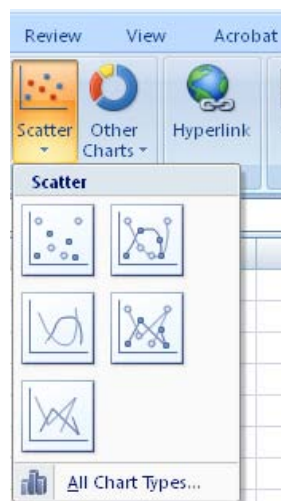 Review View Acrobat
Scatter Other Charts Hyperlink
Scatter
All Chart Types...